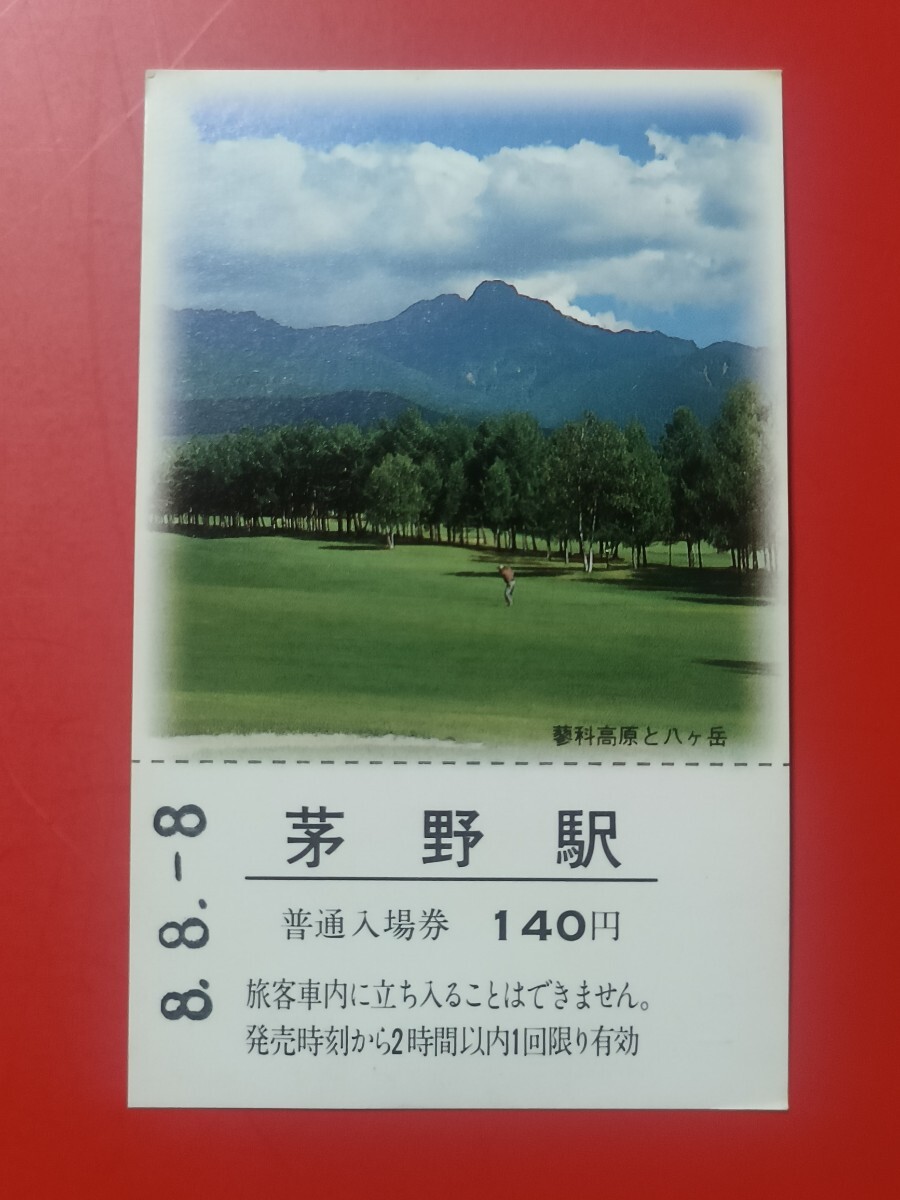 蓼科高原と八ヶ岳
茅野駅
普通入場券 140円
旅客車内に立ち入ることはできません。
発売時刻から2時間以内1回限り有効
8.8.-8